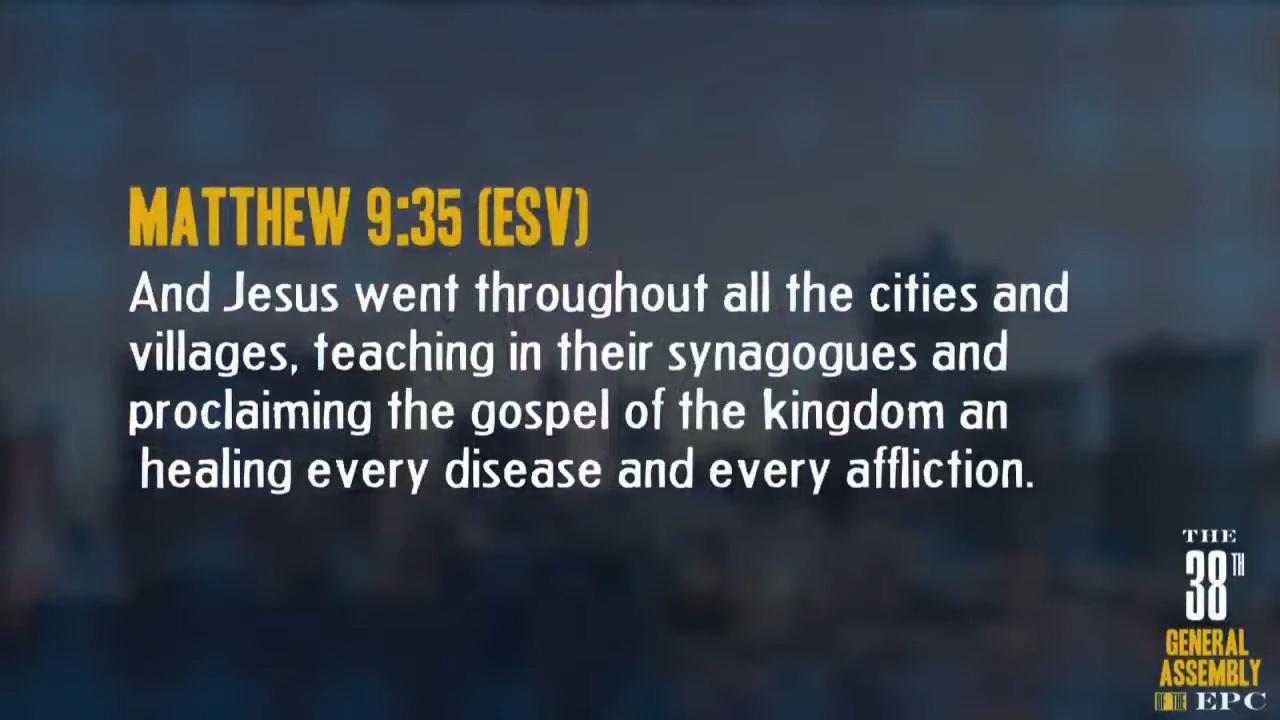 MATTHEW 9:35 (ESV)
And Jesus went throughout all the cities and
villages, teaching in their synagogues and
proclaiming the gospel of the kingdom an
healing every disease and every affliction.
THE
38TH
GENERAL
ASSEMBLY
OF THE EPC